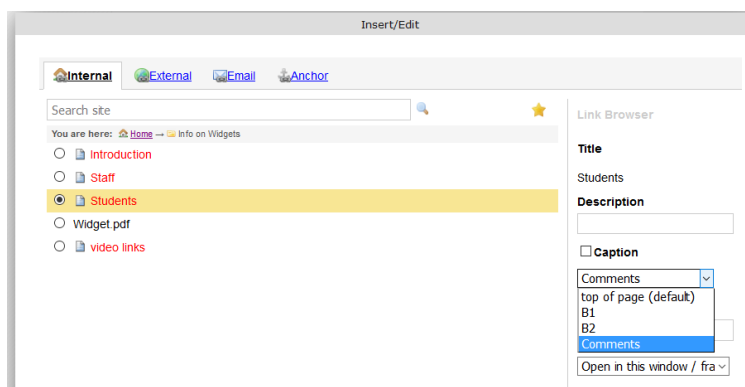 Insert/Edit
Internal External Email Anchor
Search site
You are here: Home → Info on Widgets
Introduction
Staff
Students
Widget.pdf
video links
Link Browser
Title
Students
Description
Caption
Comments
top of page (default)
B1
B2
Comments
Open in this window / fra